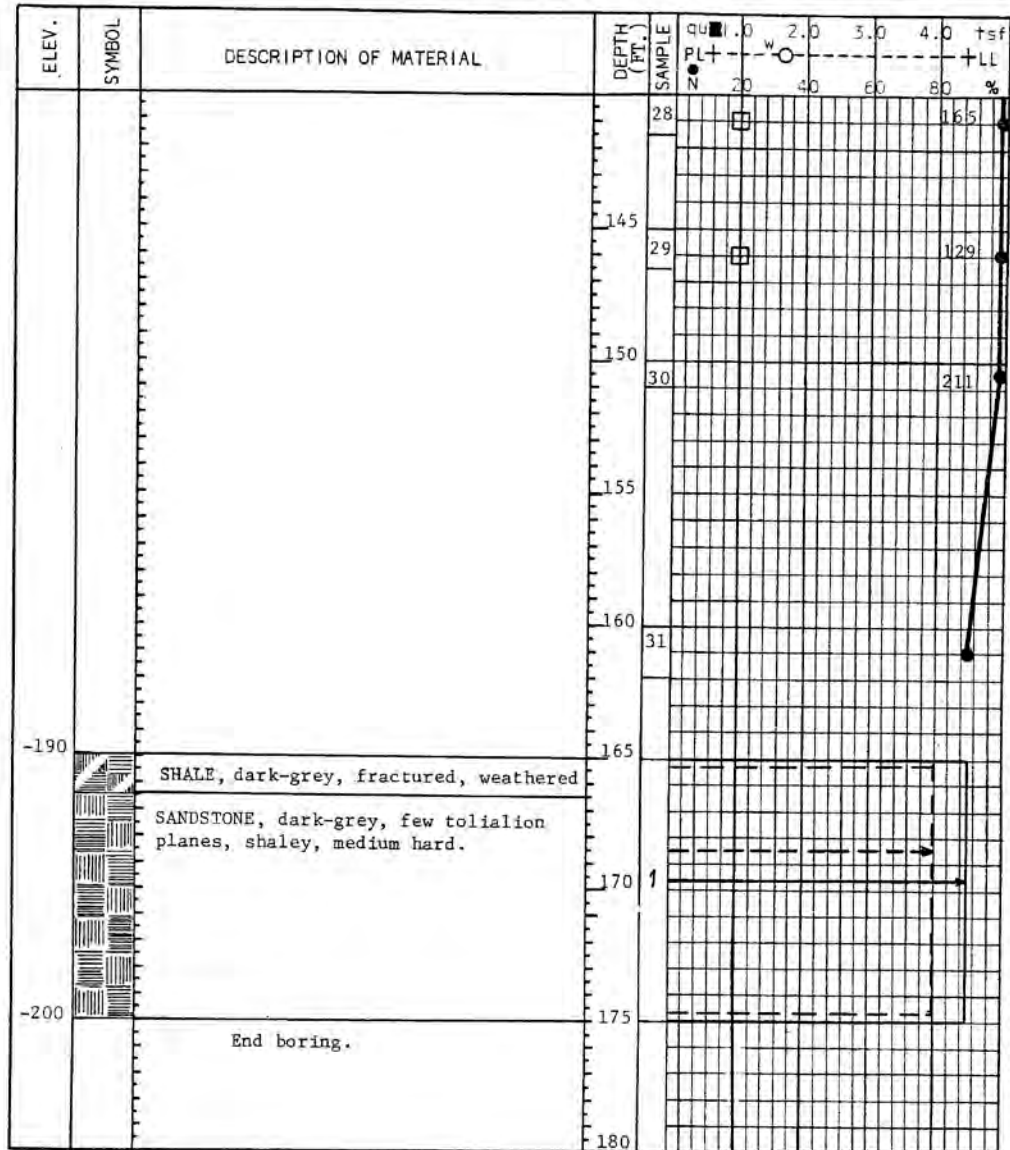 ELEV.
SYMBOL
DESCRIPTION OF MATERIAL
DEPTH (FT.)
SAMPLE
qu 1.0 2.0 3.0 4.0 tsf
PL w LL
N 20 40 60 80 %
28 165
145
29 129
150
30 211
155
160
31
-190 165
SHALE, dark-grey, fractured, weathered
SANDSTONE, dark-grey, few tolialion
planes, shaley, medium hard.
170 1
-200 175
End boring.
180